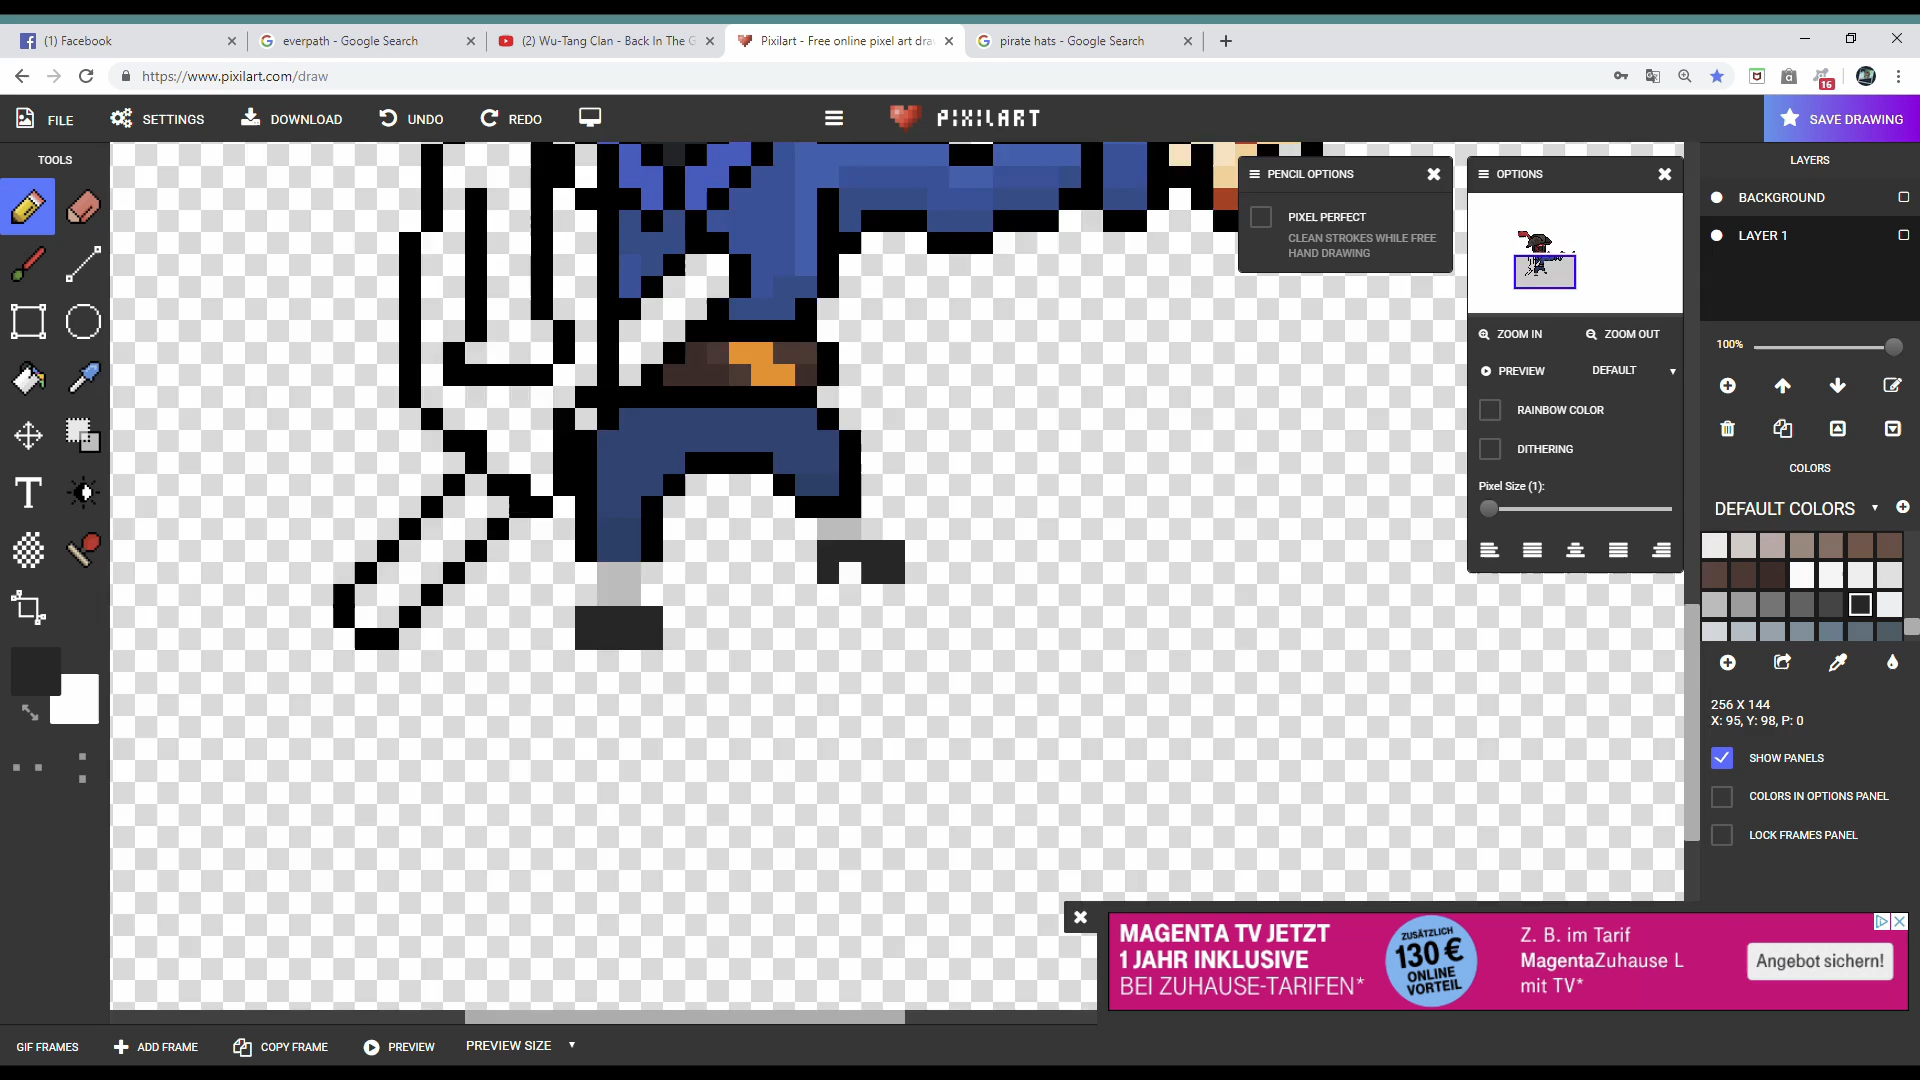 (1) Facebook
everpath - Google Search
(2) Wu-Tang Clan - Back In The G
Pixilart - Free online pixel art dra
pirate hats - Google Search
https://www.pixilart.com/draw
16
FILE
SETTINGS
DOWNLOAD
UNDO
REDO
PIXILART
SAVE DRAWING
TOOLS
PENCIL OPTIONS
PIXEL PERFECT
CLEAN STROKES WHILE FREE
HAND DRAWING
OPTIONS
ZOOM IN
ZOOM OUT
PREVIEW
DEFAULT
RAINBOW COLOR
DITHERING
Pixel Size (1):
LAYERS
BACKGROUND
LAYER 1
100%
COLORS
DEFAULT COLORS
256 X 144
X: 95, Y: 98, P: 0
SHOW PANELS
COLORS IN OPTIONS PANEL
LOCK FRAMES PANEL
MAGENTA TV JETZT
1 JAHR INKLUSIVE
BEI ZUHAUSE-TARIFEN*
ZUSÄTZLICH
130 €
ONLINE
VORTEIL
Z. B. im Tarif
MagentaZuhause L
mit TV*
Angebot sichern!
GIF FRAMES
ADD FRAME
COPY FRAME
PREVIEW
PREVIEW SIZE